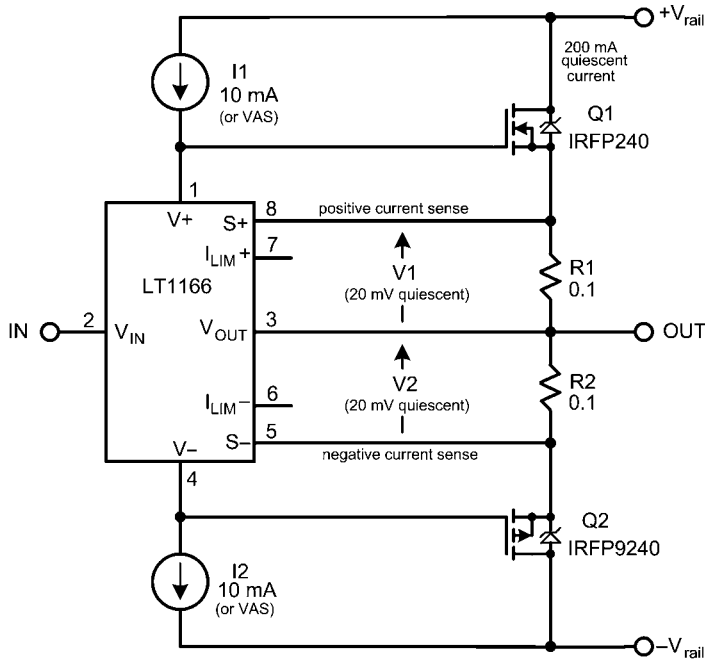 +Vrail
200 mA
quiescent
current
I1
10 mA
(or VAS)
Q1
IRFP240
1
V+
S+
8
positive current sense
ILIM+
7
V1
(20 mV quiescent)
R1
0.1
LT1166
IN
2
VIN
VOUT
3
OUT
V2
(20 mV quiescent)
R2
0.1
ILIM−
6
S−
5
negative current sense
V−
4
Q2
IRFP9240
I2
10 mA
(or VAS)
−Vrail